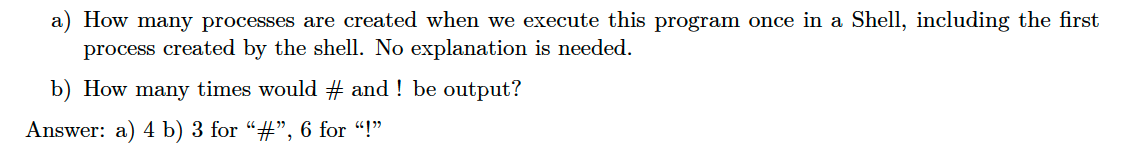 a) How many processes are created when we execute this program once in a Shell, including the first
process created by the shell. No explanation is needed.
b) How many times would # and ! be output?
Answer: a) 4 b) 3 for “#”, 6 for “!”